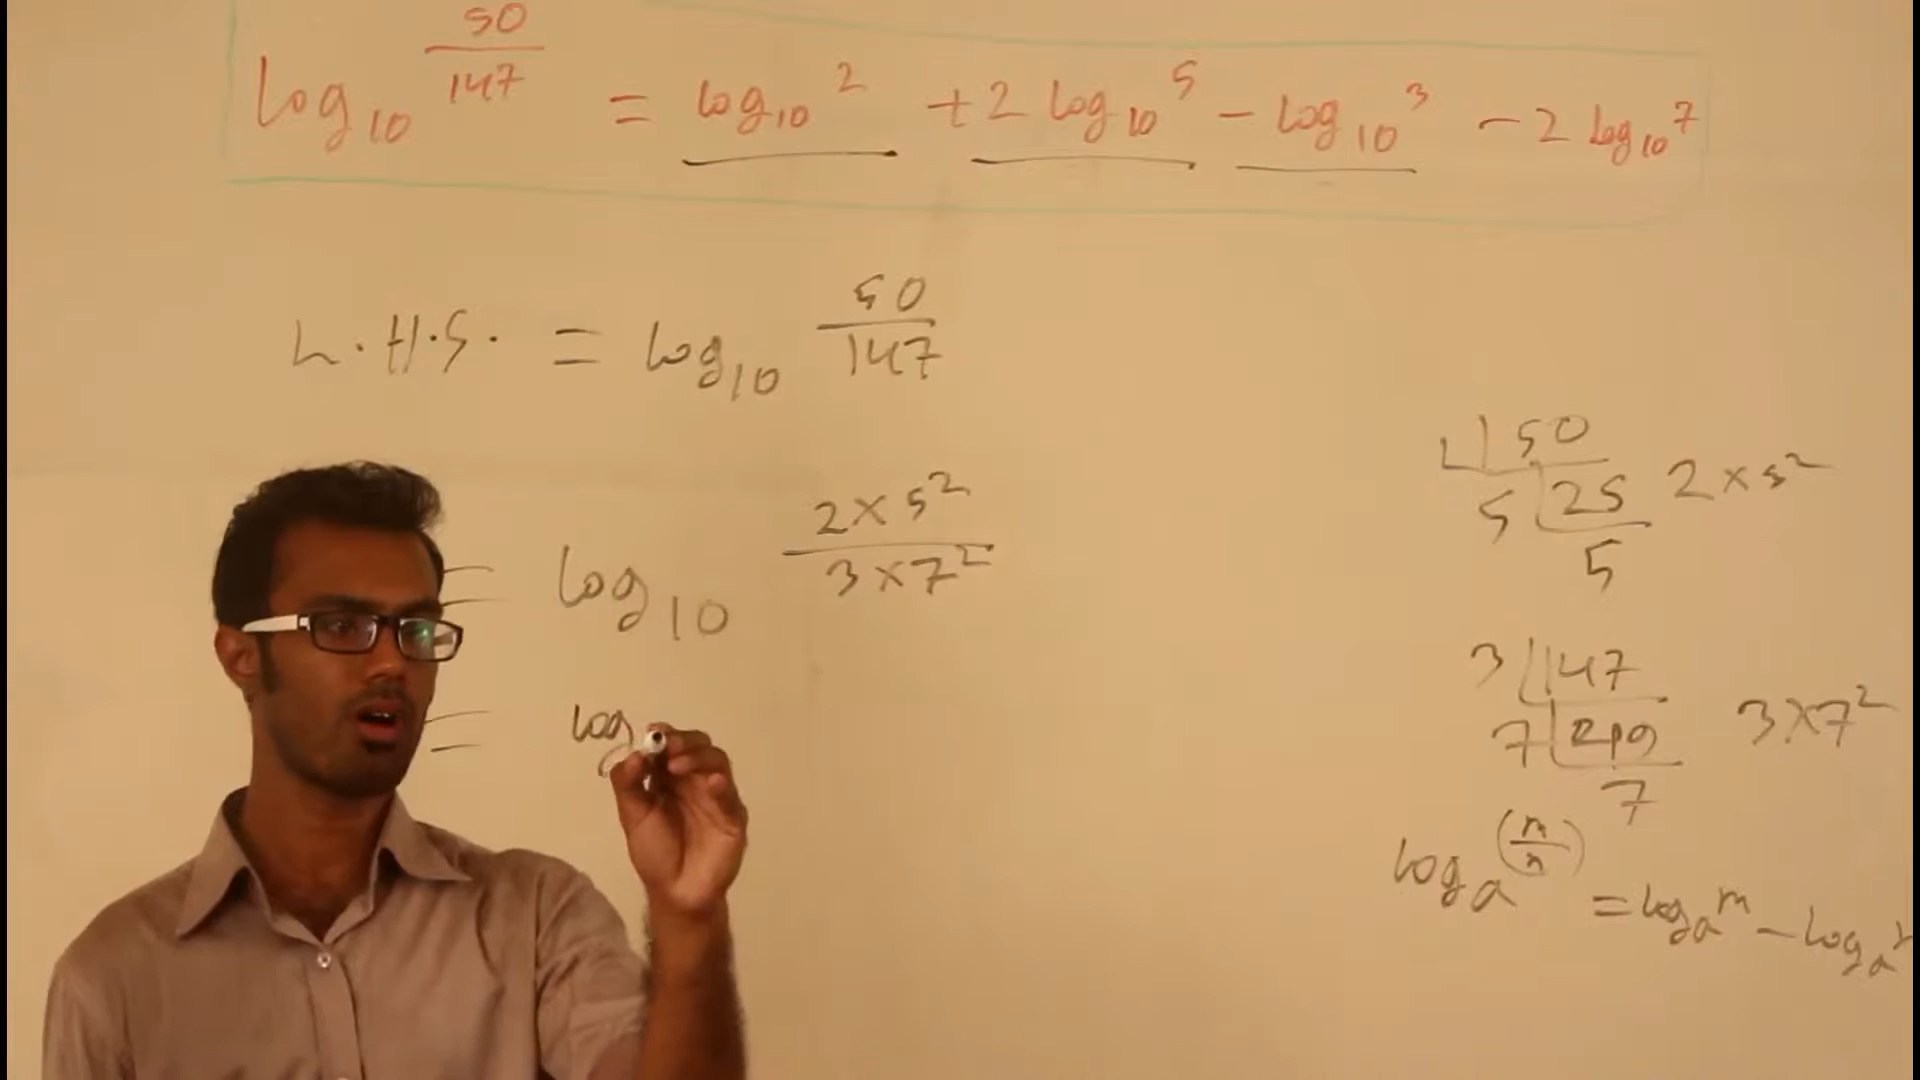 log₁₀ 50/147 = log₁₀ 2 + 2 log₁₀ 5 - log₁₀ 3 - 2 log₁₀ 7
L.H.S. = log₁₀ 50/147
= log₁₀ 2 × 5² / 3 × 7²
= log
50
5 25 2 × 5²
5
3 147
7 49 3 × 7²
7
logₐ (m/n)
= logₐ m - logₐ